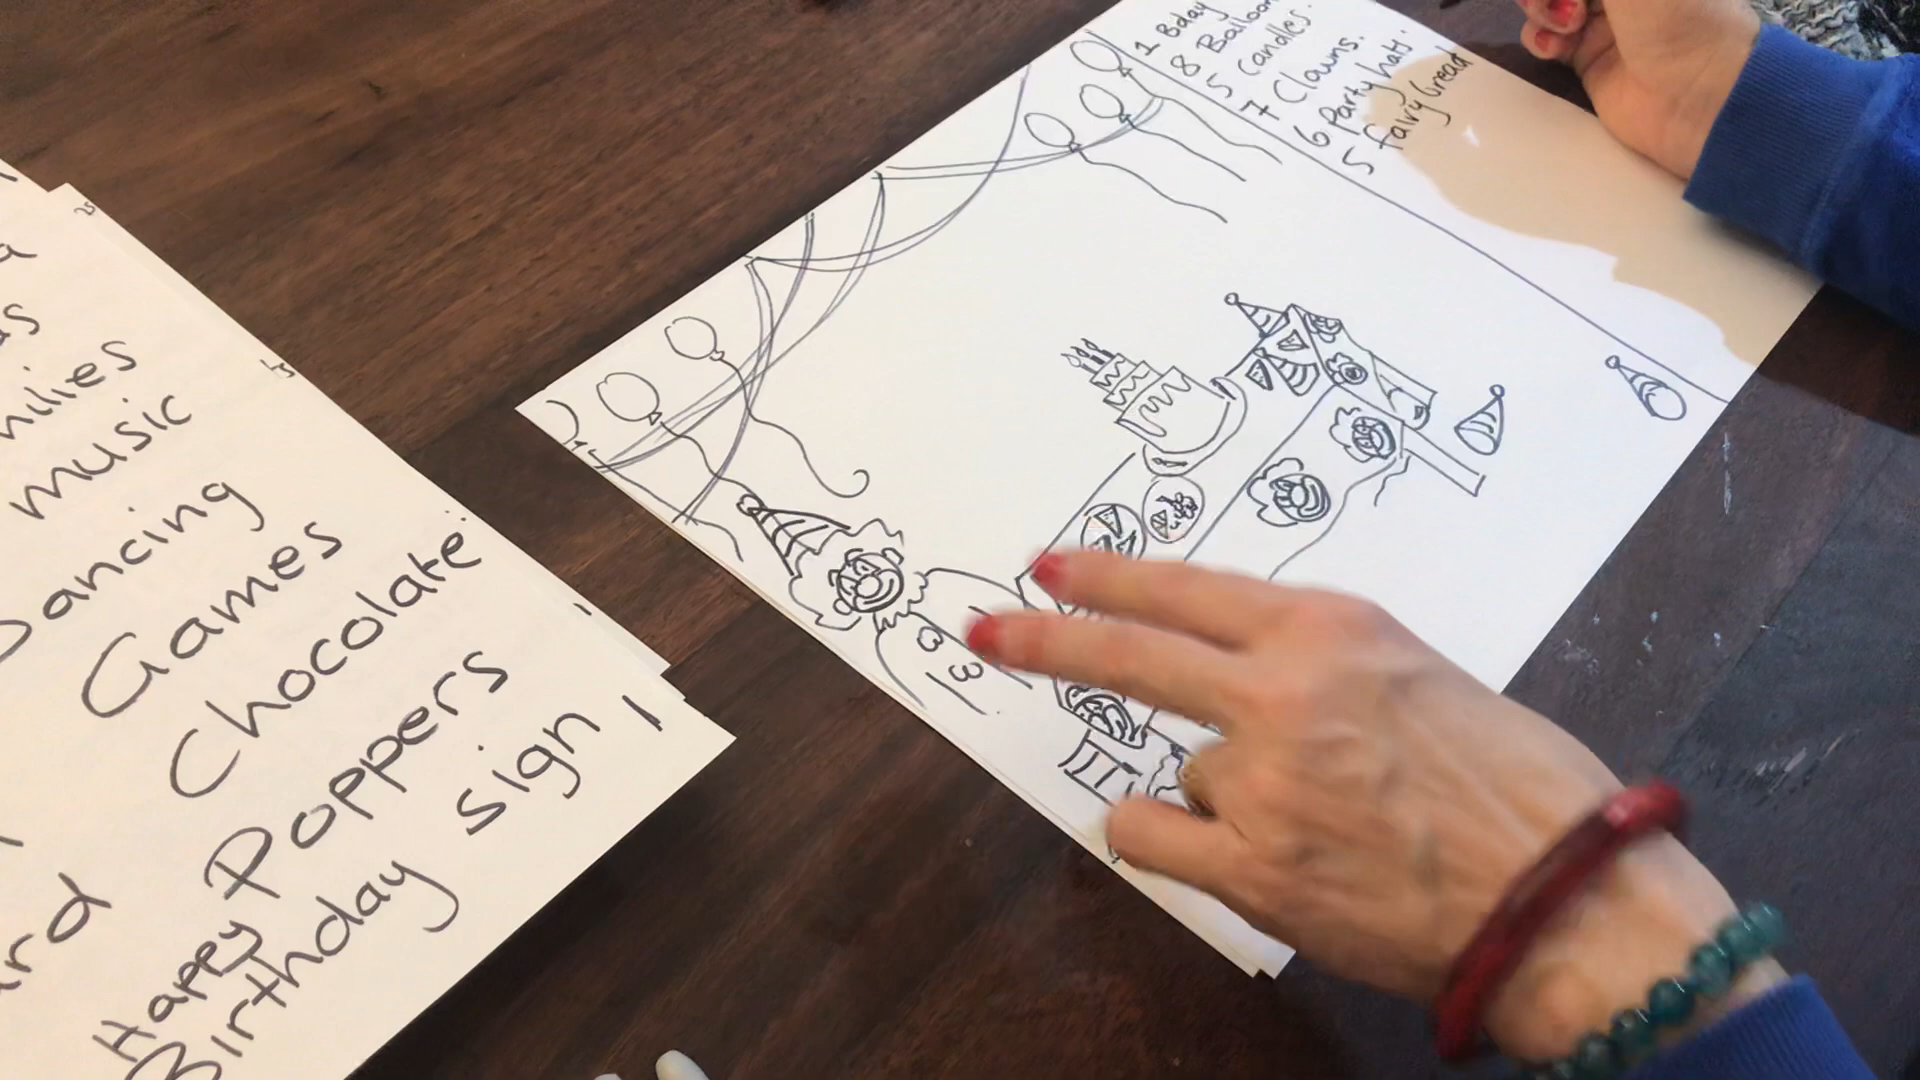 1 Bday
8 Balloon
5 candles.
7 Clowns.
6 Party hats.
5 fairy bread
music
Dancing
Games
Chocolate
Poppers
Happy
Birthday sign